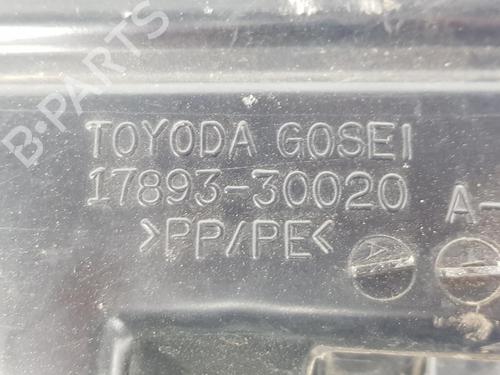 B-PARTS
TOYODA GOSEI
17893-30020
>PP/PE<
A-